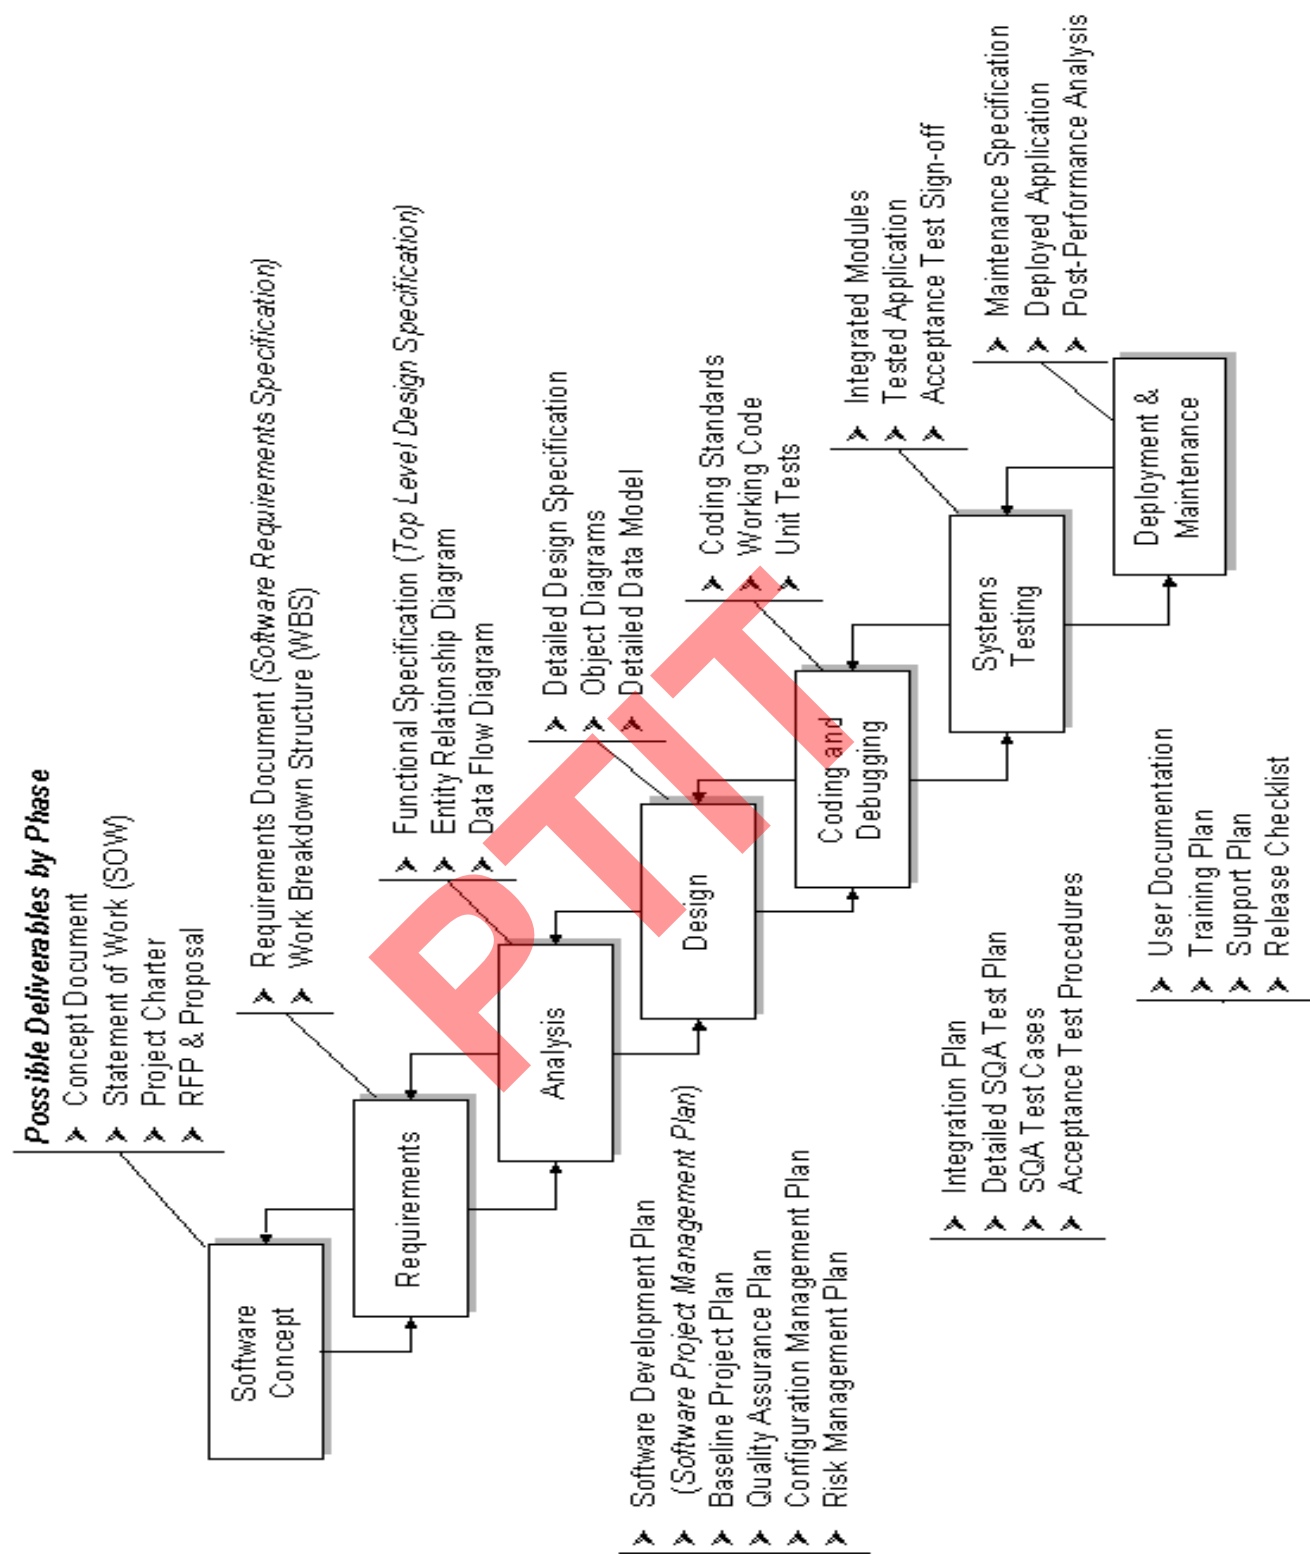 Possible Deliverables by Phase
Concept Document
Statement of Work (SOW)
Project Charter
RFP & Proposal
Software
Concept
Requirements Document (Software Requirements Specification)
Work Breakdown Structure (WBS)
Requirements
Functional Specification (Top Level Design Specification)
Entity Relationship Diagram
Data Flow Diagram
Analysis
Detailed Design Specification
Object Diagrams
Detailed Data Model
Design
Coding Standards
Working Code
Unit Tests
Coding and
Debugging
Integrated Modules
Tested Application
Acceptance Test Sign-off
Systems
Testing
Maintenance Specification
Deployed Application
Post-Performance Analysis
Deployment &
Maintenance
Software Development Plan
(Software Project Management Plan)
Baseline Project Plan
Quality Assurance Plan
Configuration Management Plan
Risk Management Plan
Integration Plan
Detailed SQA Test Plan
SQA Test Cases
Acceptance Test Procedures
User Documentation
Training Plan
Support Plan
Release Checklist
PTIT